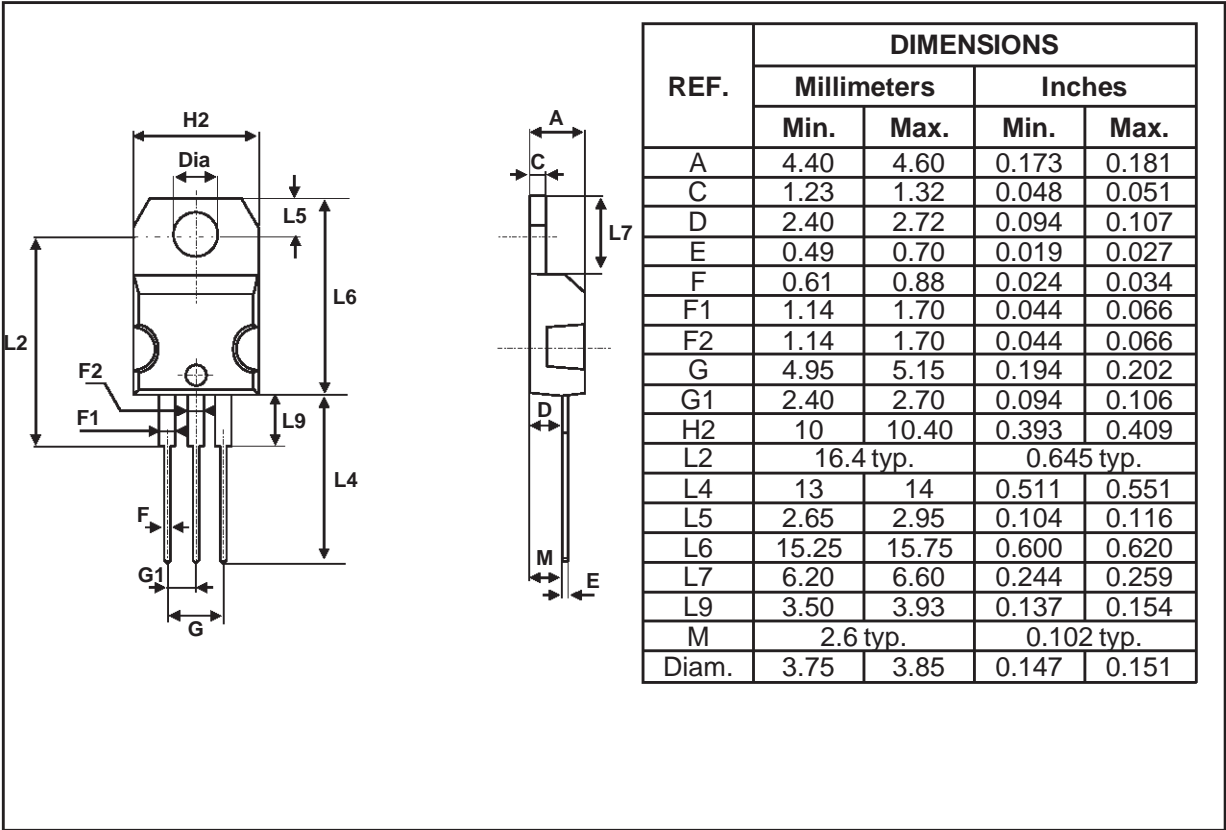 H2
Dia
L5
L6
L2
F2
F1
L9
L4
F
G1
G
A
C
L7
D
M
E
REF. DIMENSIONS
Millimeters Inches
Min. Max. Min. Max.
A 4.40 4.60 0.173 0.181
C 1.23 1.32 0.048 0.051
D 2.40 2.72 0.094 0.107
E 0.49 0.70 0.019 0.027
F 0.61 0.88 0.024 0.034
F1 1.14 1.70 0.044 0.066
F2 1.14 1.70 0.044 0.066
G 4.95 5.15 0.194 0.202
G1 2.40 2.70 0.094 0.106
H2 10 10.40 0.393 0.409
L2 16.4 typ. 0.645 typ.
L4 13 14 0.511 0.551
L5 2.65 2.95 0.104 0.116
L6 15.25 15.75 0.600 0.620
L7 6.20 6.60 0.244 0.259
L9 3.50 3.93 0.137 0.154
M 2.6 typ. 0.102 typ.
Diam. 3.75 3.85 0.147 0.151